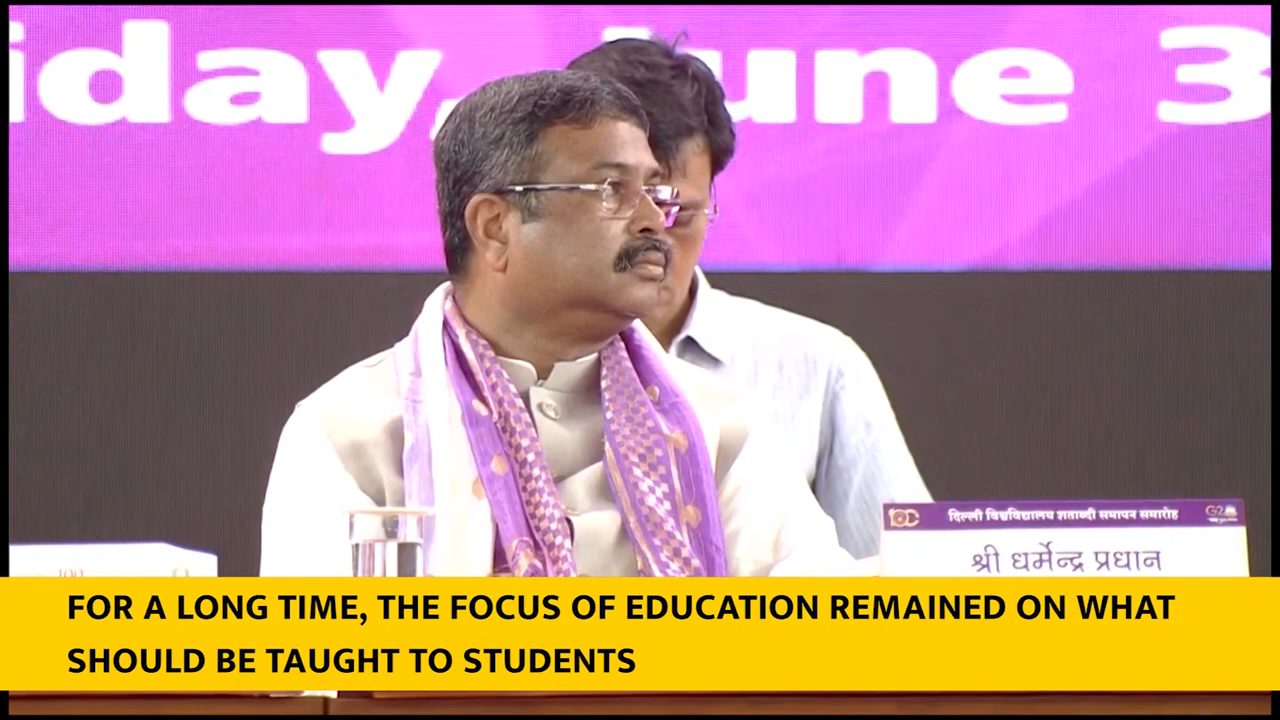 iday, June 3
दिल्ली विश्वविद्यालय शताब्दी समापन समारोह
श्री धर्मेन्द्र प्रधान
FOR A LONG TIME, THE FOCUS OF EDUCATION REMAINED ON WHAT
SHOULD BE TAUGHT TO STUDENTS